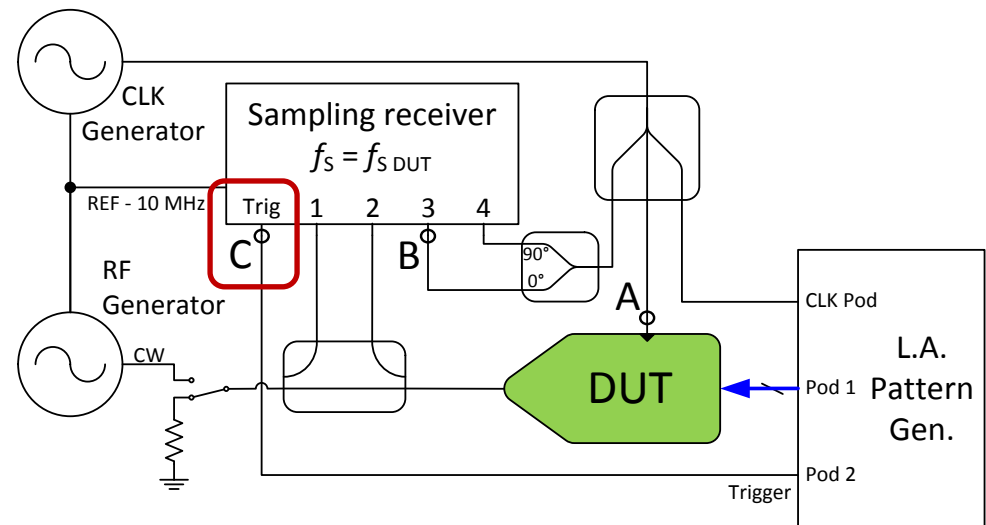 CLK
Generator
Sampling receiver
fS = fS DUT
REF - 10 MHz
Trig
1
2
3
4
C
B
90°
0°
A
RF
Generator
CW
DUT
CLK Pod
Pod 1
L.A.
Pattern
Gen.
Pod 2
Trigger